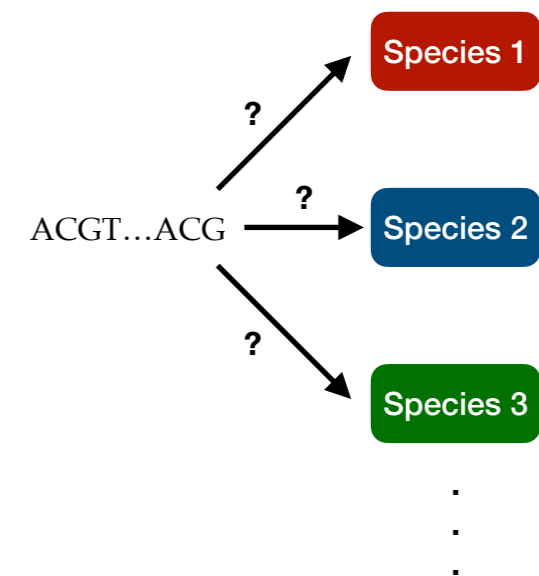 Species 1
?
?
ACGT...ACG
Species 2
?
Species 3
.
.
.